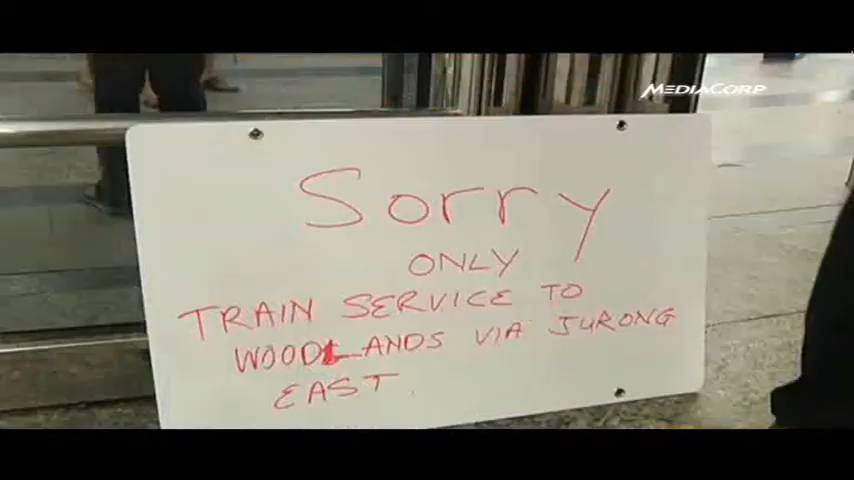 MEDIACORP
Sorry
ONLY
TRAIN SERVICE TO
WOODLANDS VIA JURONG
EAST.